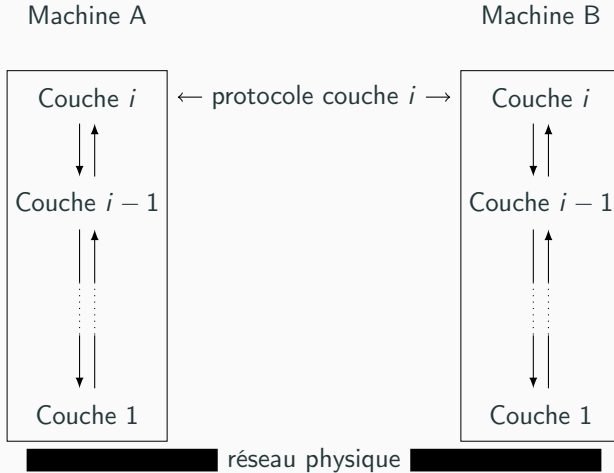 Machine A Machine B
Couche i ← protocole couche i → Couche i
Couche i − 1 Couche i − 1
Couche 1 Couche 1
réseau physique